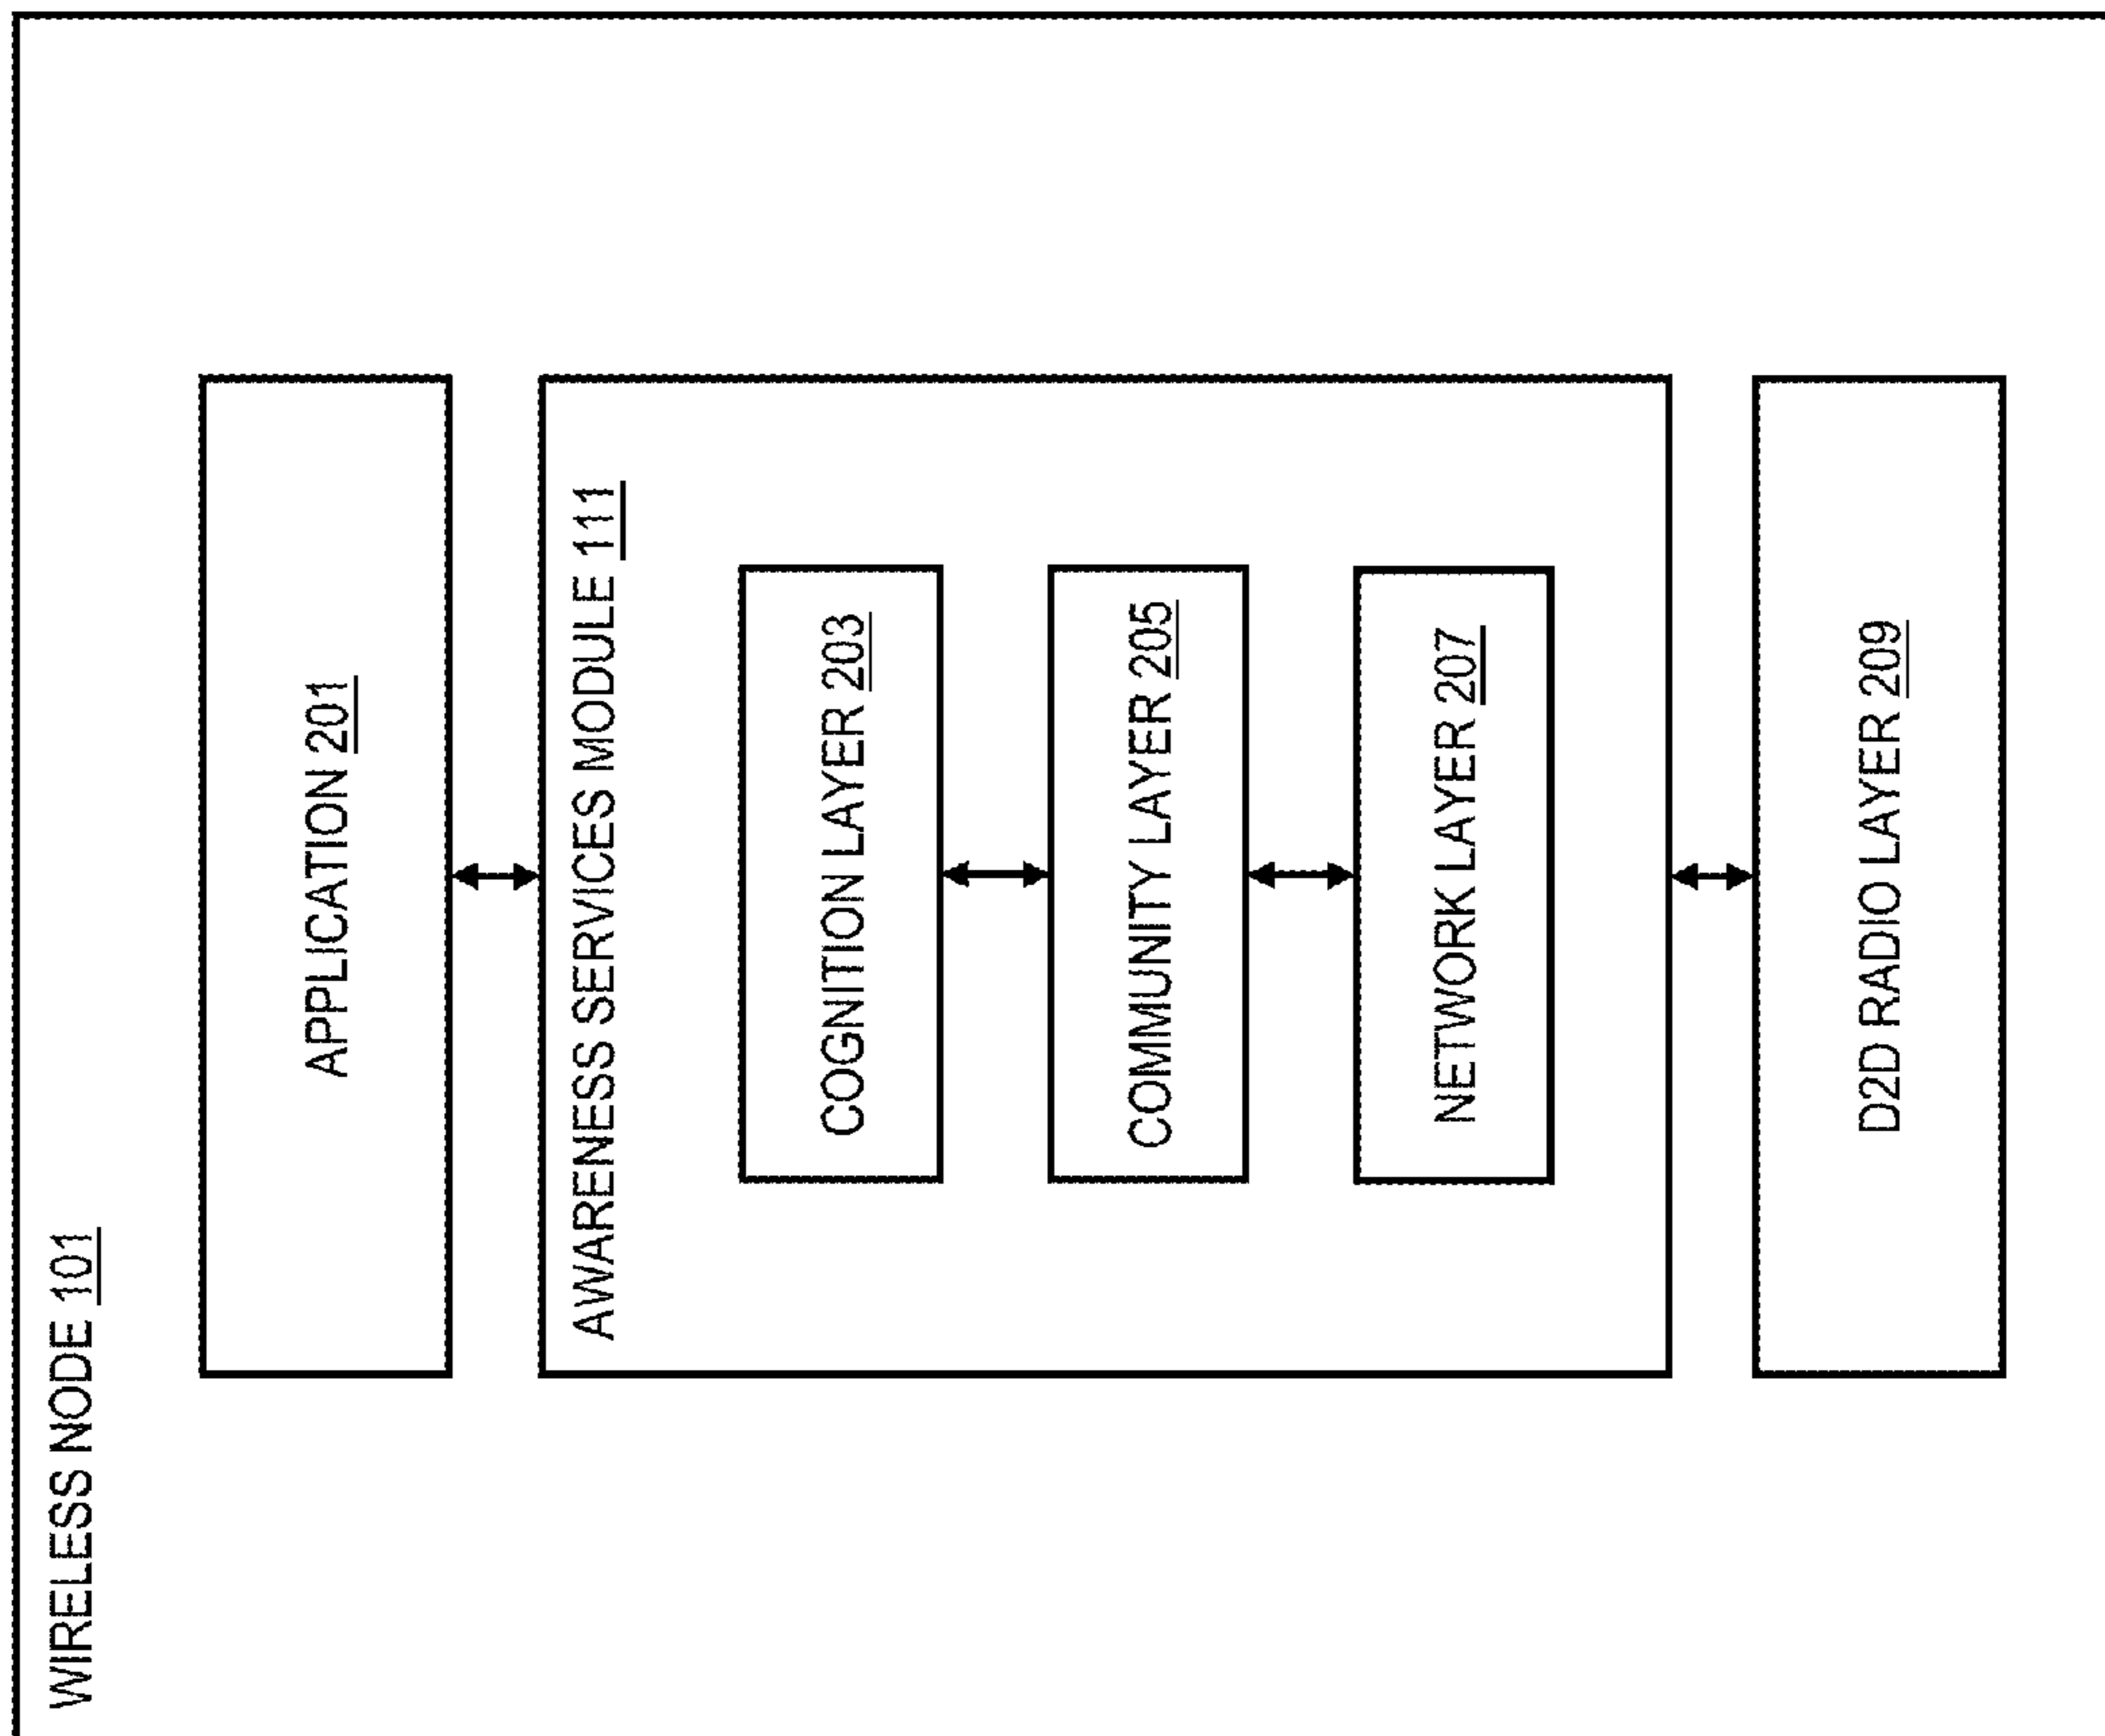 WIRELESS NODE 101
APPLICATION 201
AWARENESS SERVICES MODULE 111
COGNITION LAYER 203
COMMUNITY LAYER 205
NETWORK LAYER 207
D2D RADIO LAYER 209